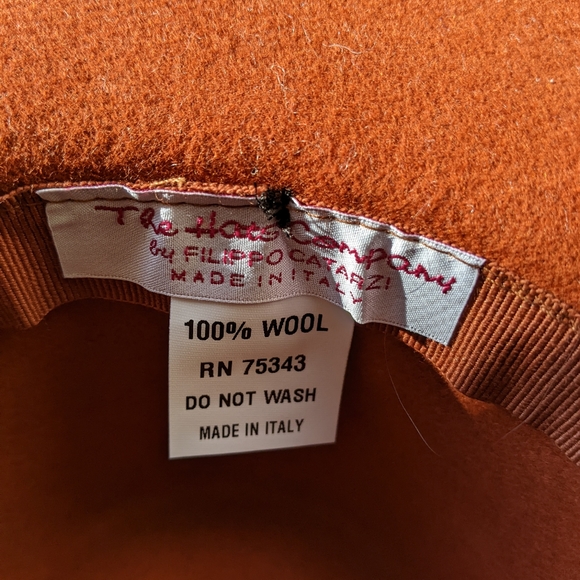 The Hats Company
by FILIPPO CATARZI
MADE IN ITALY
100% WOOL
RN 75343
DO NOT WASH
MADE IN ITALY